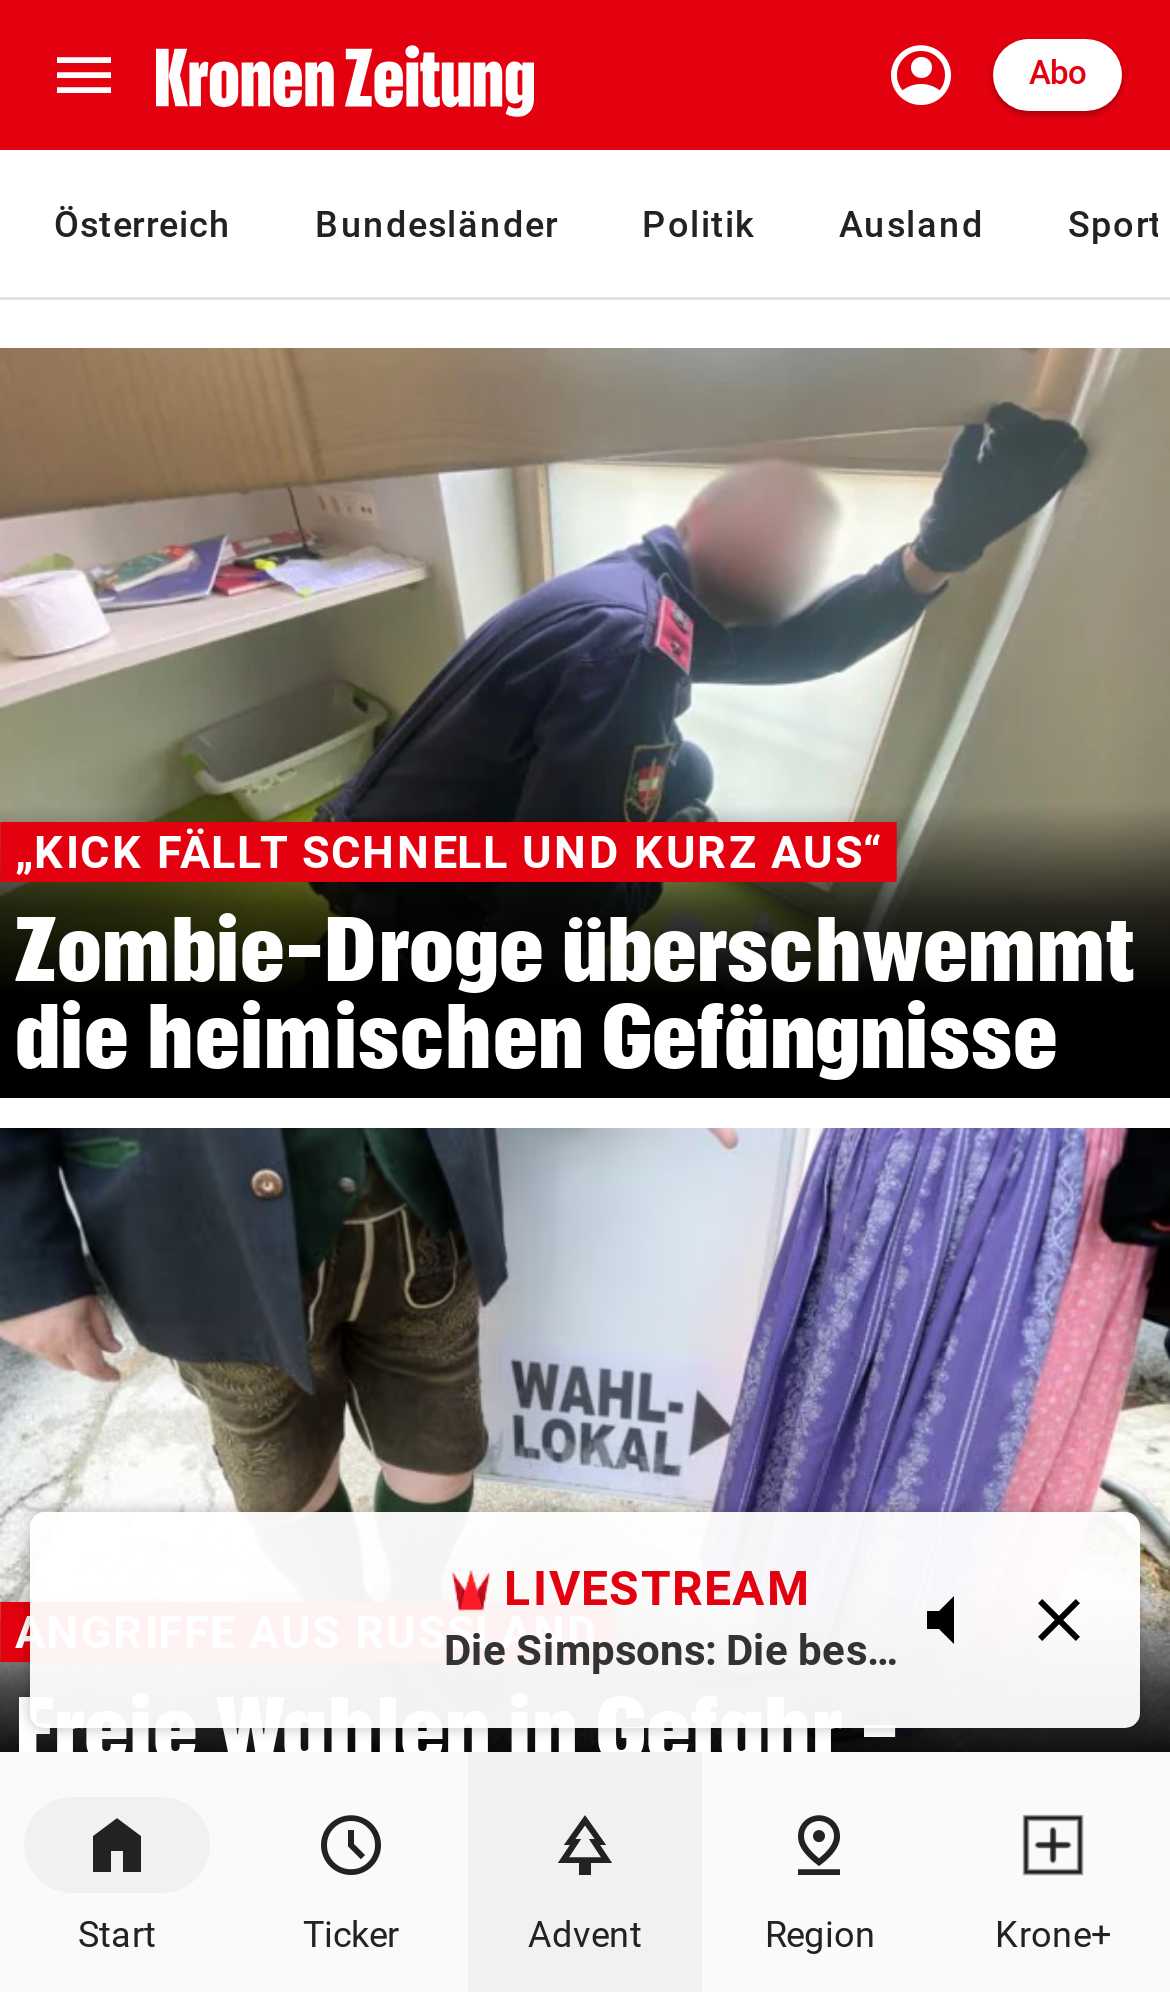 Kronen Zeitung
Abo
Österreich Bundesländer Politik Ausland Sport
„KICK FÄLLT SCHNELL UND KURZ AUS“
Zombie-Droge überschwemmt
die heimischen Gefängnisse
WAHL-
LOKAL
LIVESTREAM
Die Simpsons: Die bes...
ANGRIFFE AUS RUSSLAND
Freie Wahlen in Gefahr -
Start Ticker Advent Region Krone+